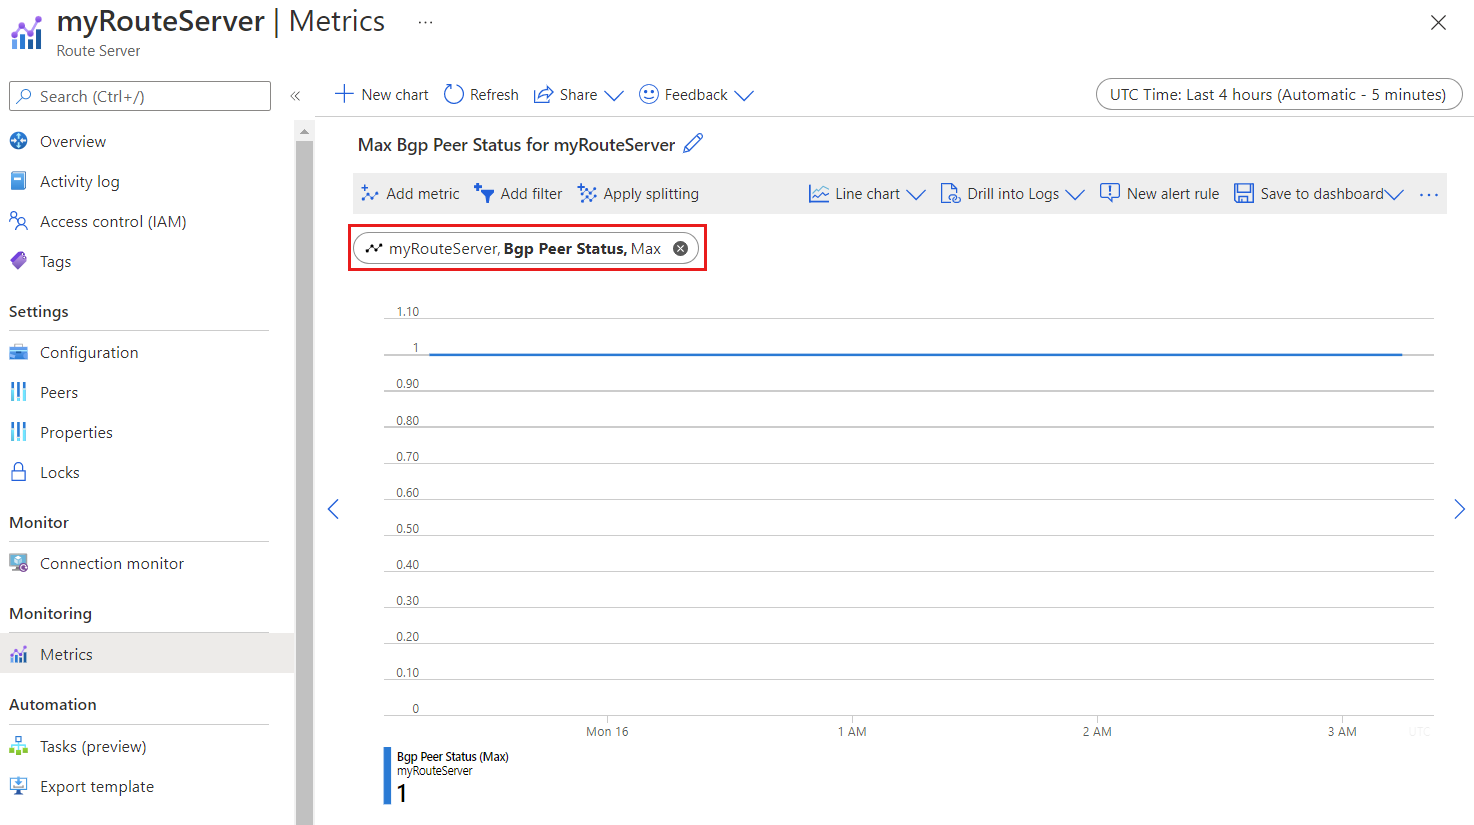 myRouteServer | Metrics ...
Route Server
Search (Ctrl+/)
«
Overview
Activity log
Access control (IAM)
Tags
Settings
Configuration
Peers
Properties
Locks
Monitor
Connection monitor
Monitoring
Metrics
Automation
Tasks (preview)
Export template
New chart Refresh Share Feedback
UTC Time: Last 4 hours (Automatic - 5 minutes)
Max Bgp Peer Status for myRouteServer
Add metric Add filter Apply splitting Line chart Drill into Logs New alert rule Save to dashboard ...
myRouteServer, Bgp Peer Status, Max
1.10
1
0.90
0.80
0.70
0.60
0.50
0.40
0.30
0.20
0.10
0
Mon 16 1 AM 2 AM 3 AM UTC
Bgp Peer Status (Max)
myRouteServer
1